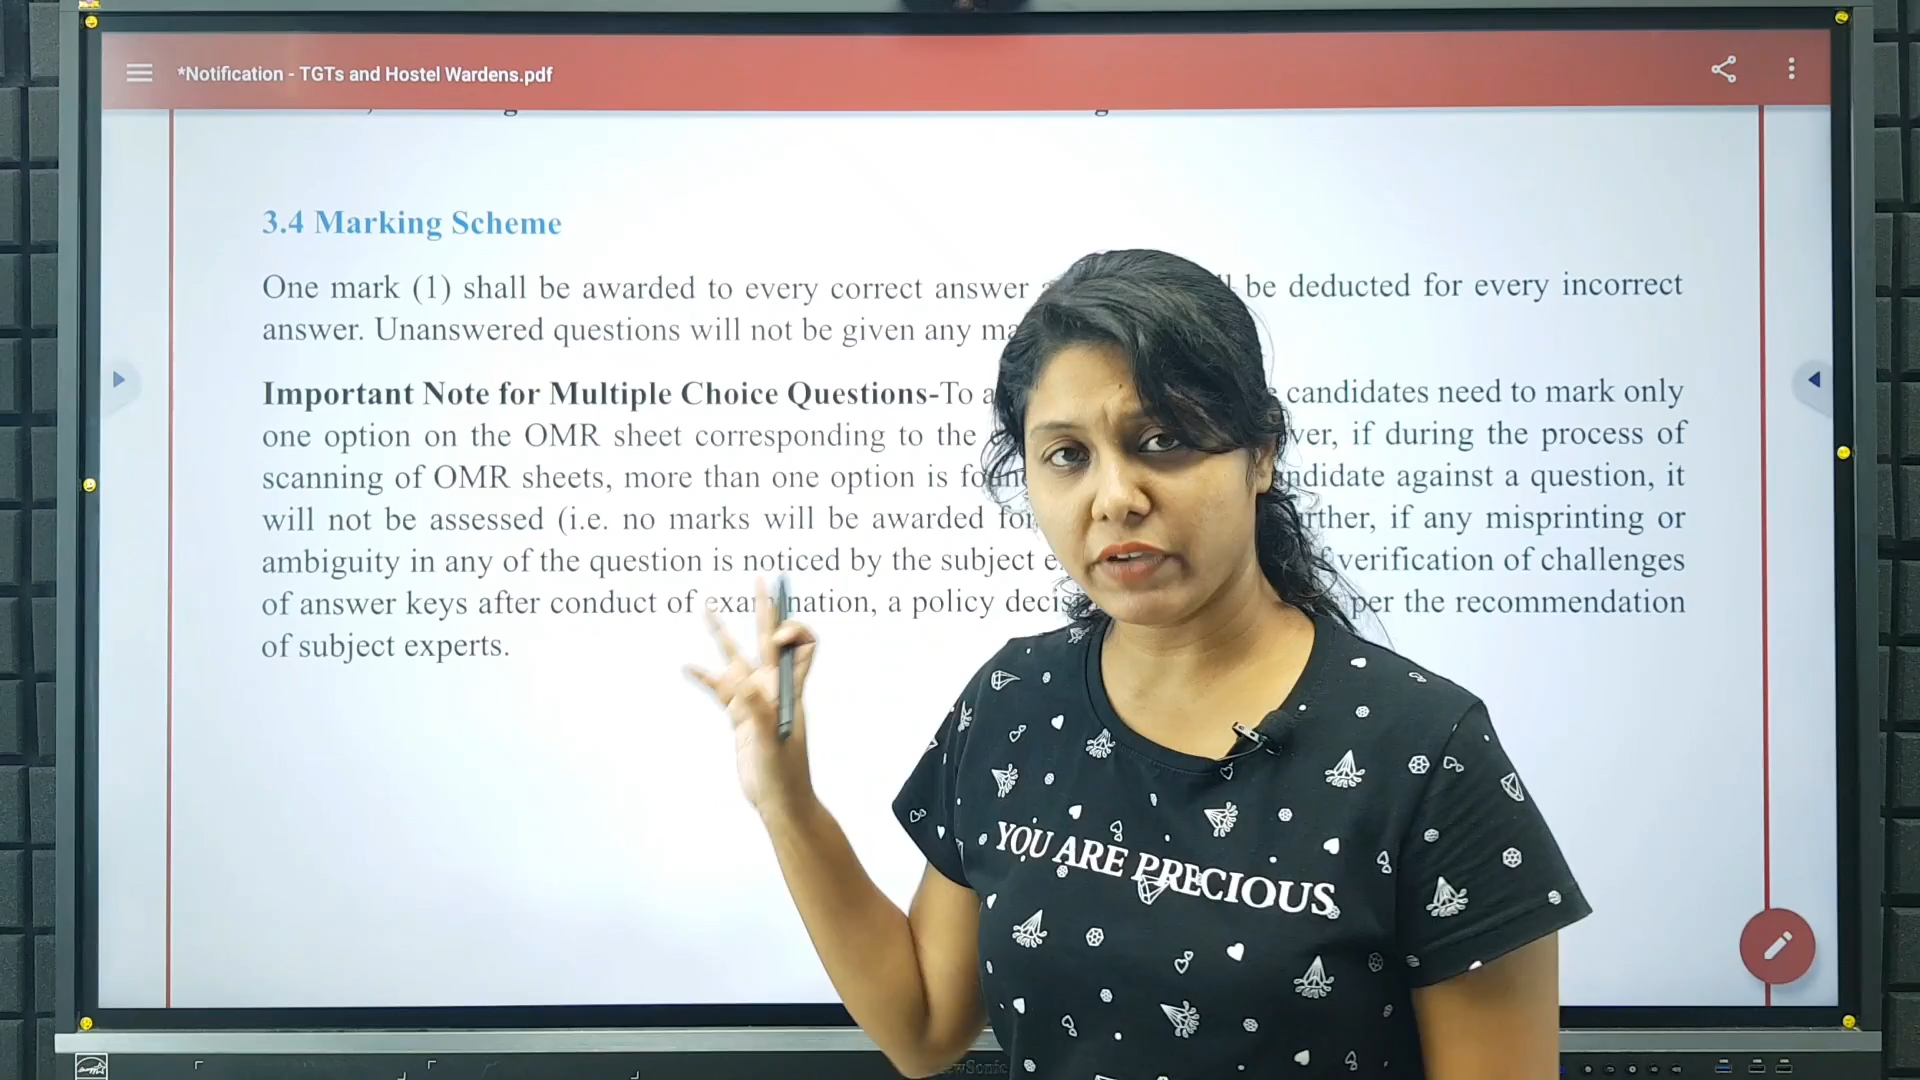 *Notification - TGTs and Hostel Wardens.pdf
3.4 Marking Scheme
One mark (1) shall be awarded to every correct answer be deducted for every incorrect
answer. Unanswered questions will not be given any
Important Note for Multiple Choice Questions-To candidates need to mark only
one option on the OMR sheet corresponding to the if during the process of
scanning of OMR sheets, more than one option is against a question, it
will not be assessed (i.e. no marks will be awarded if any misprinting or
ambiguity in any of the question is noticed by the subject verification of challenges
of answer keys after conduct of examination, a policy per the recommendation
of subject experts.
YOU ARE PRECIOUS